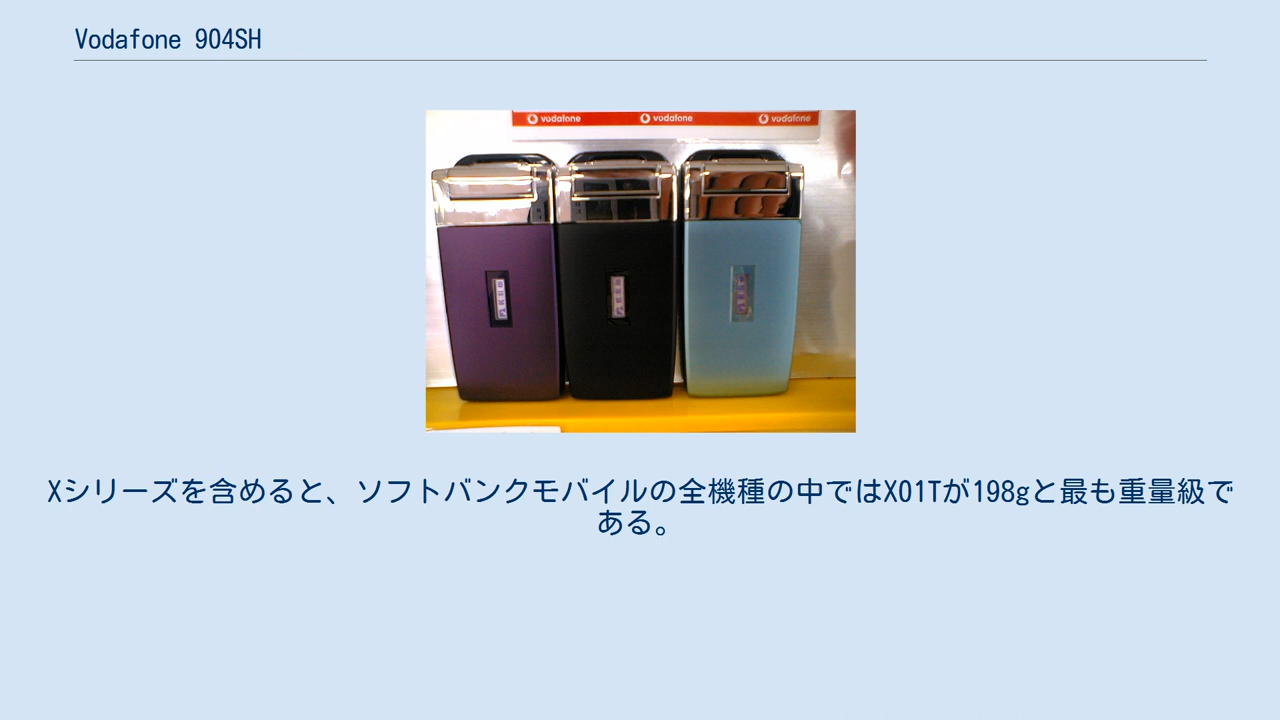 Vodafone 904SH
vodafone vodafone vodafone
Xシリーズを含めると、ソフトバンクモバイルの全機種の中ではX01Tが198gと最も重量級で
ある。